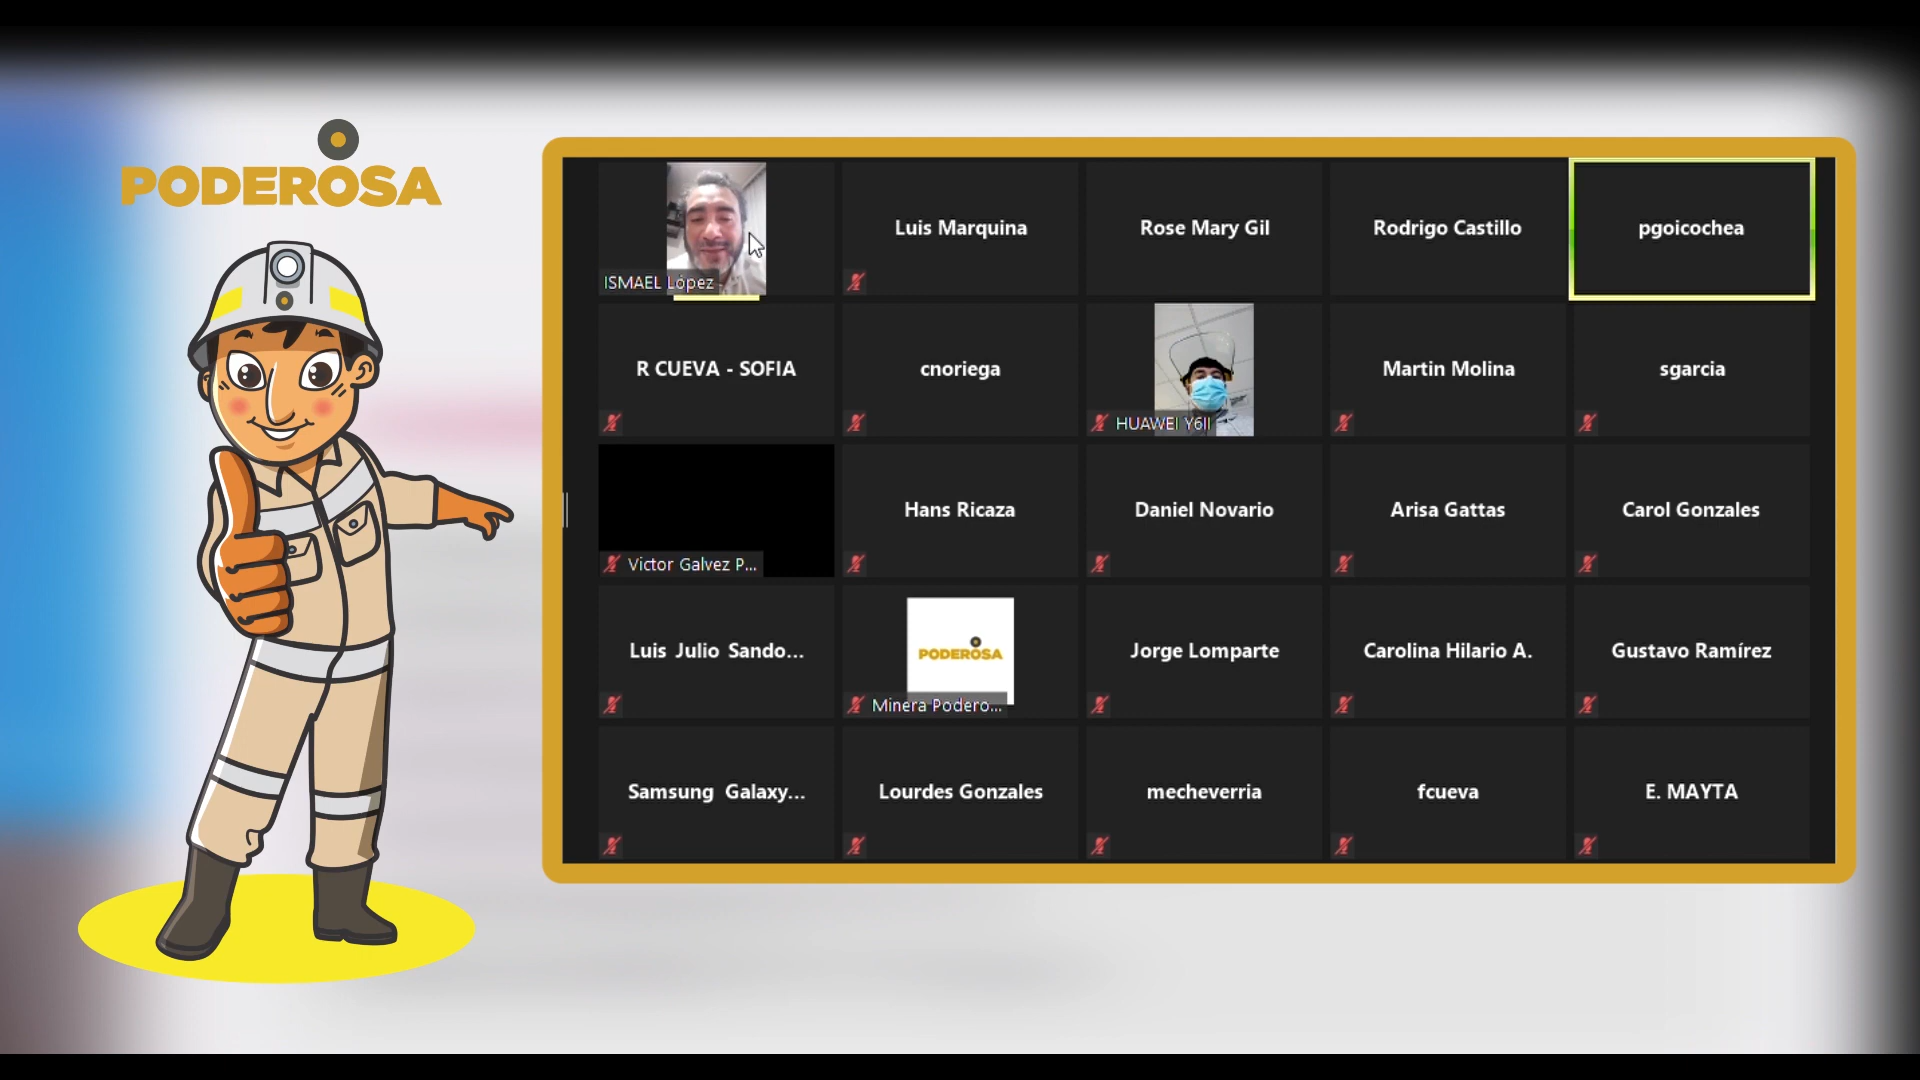 PODEROSA
ISMAEL López
Luis Marquina
Rose Mary Gil
Rodrigo Castillo
pgoicochea
R CUEVA - SOFIA
cnoriega
HUAWEI Y6II
Martin Molina
sgarcia
Victor Galvez P...
Hans Ricaza
Daniel Novario
Arisa Gattas
Carol Gonzales
Luis Julio Sando...
PODEROSA
Minera Podero...
Jorge Lomparte
Carolina Hilario A.
Gustavo Ramírez
Samsung Galaxy...
Lourdes Gonzales
mecheverria
fcueva
E. MAYTA